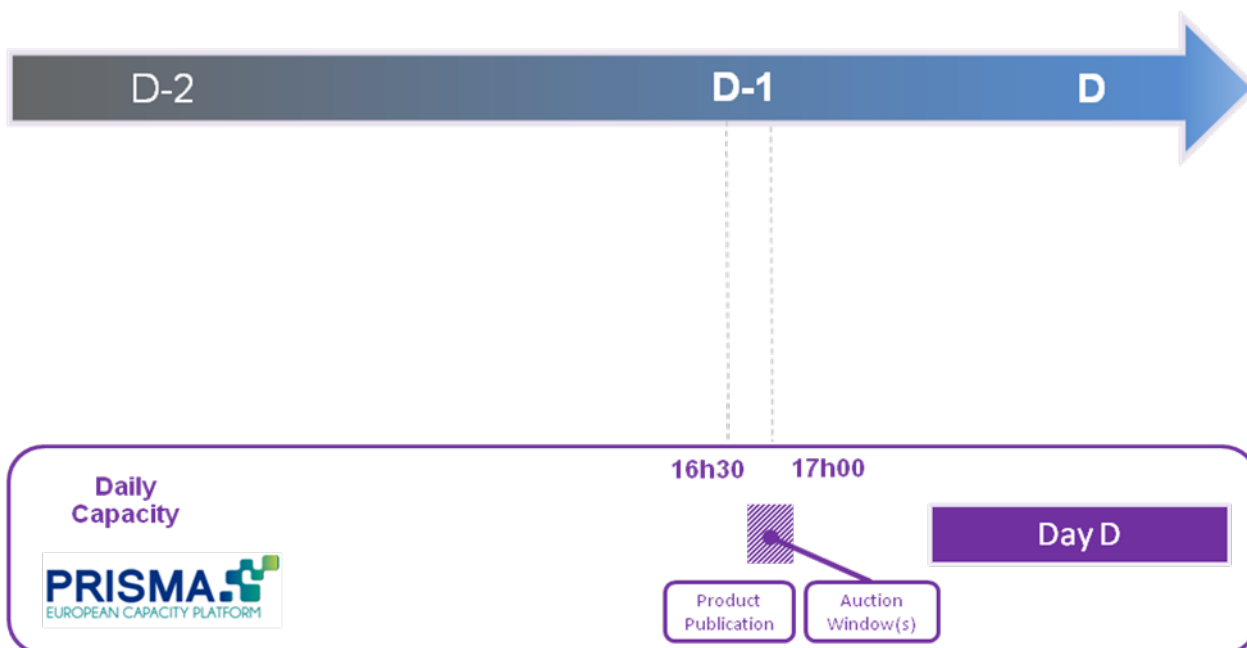 D-2 D-1 D
16h30 17h00
Daily
Capacity
Day D
PRISMA
EUROPEAN CAPACITY PLATFORM
Product
Publication
Auction
Window(s)